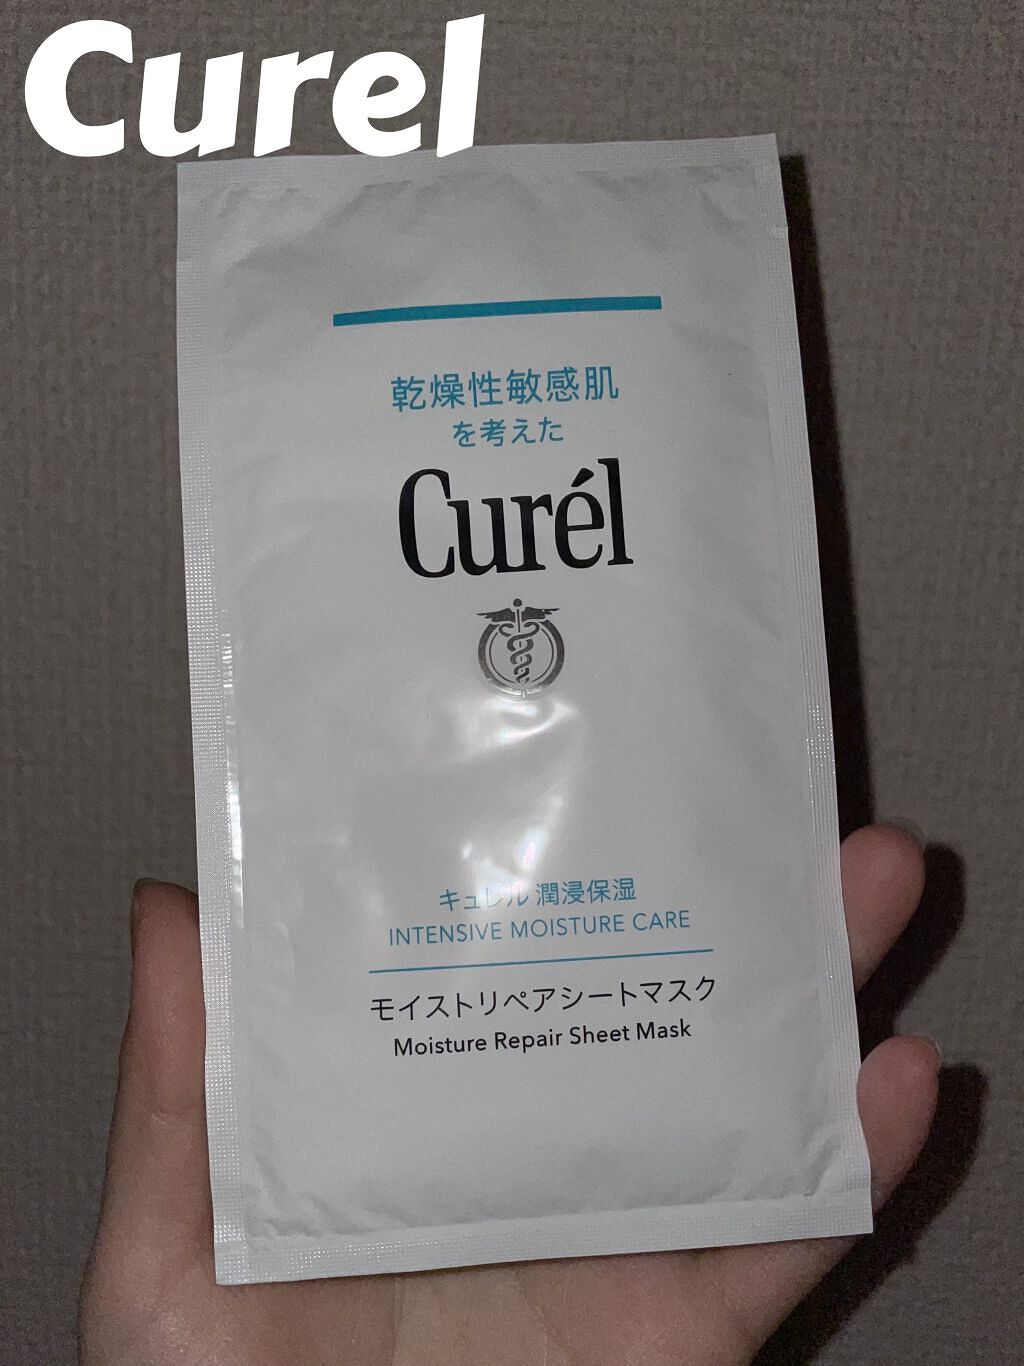 Curel
乾燥性敏感肌
を考えた
Curél
キュレル 潤浸保湿
INTENSIVE MOISTURE CARE
モイストリペアシートマスク
Moisture Repair Sheet Mask